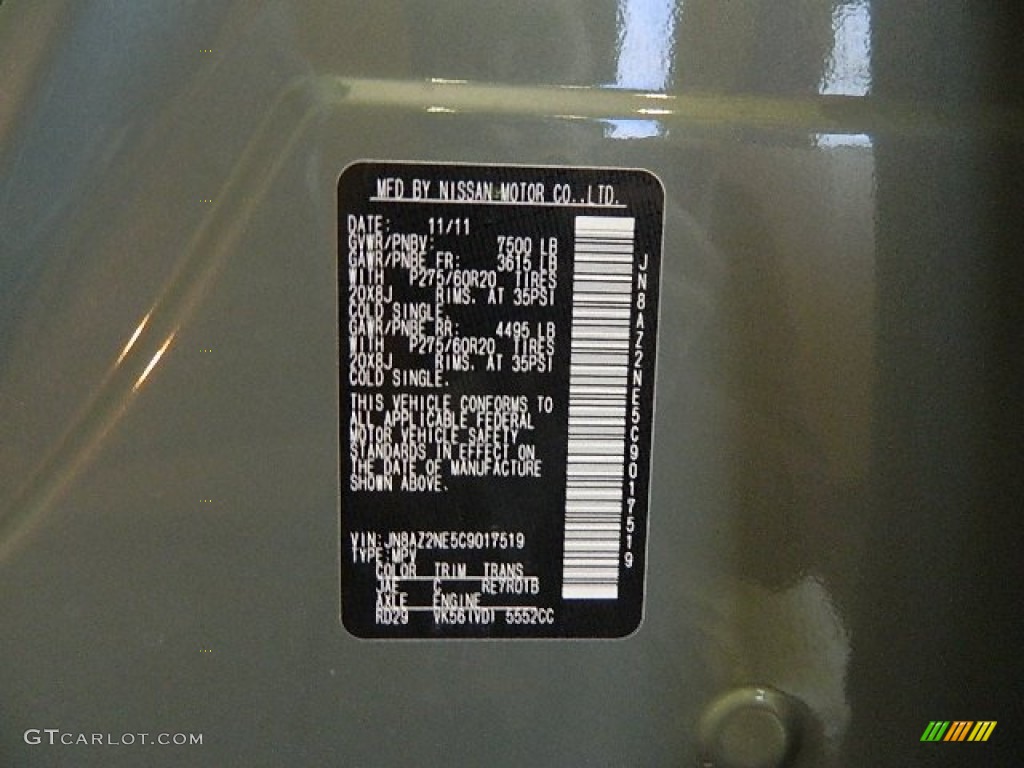 MFD BY NISSAN MOTOR CO.,LTD.
DATE: 11/11
GVWR/PNBV: 7500 LB
GAWR/PNBE FR: 3615 LB
WITH P275/60R20 TIRES
20X8J RIMS. AT 35PSI
COLD SINGLE.
GAWR/PNBE RR: 4495 LB
WITH P275/60R20 TIRES
20X8J RIMS. AT 35PSI
COLD SINGLE.
THIS VEHICLE CONFORMS TO
ALL APPLICABLE FEDERAL
MOTOR VEHICLE SAFETY
STANDARDS IN EFFECT ON
THE DATE OF MANUFACTURE
SHOWN ABOVE.
VIN:JN8AZ2NE5C9017519
TYPE:MPV
COLOR TRIM TRANS
JAE C RE7R01B
AXLE ENGINE
RD29 VK56(VD) 5552CC
JN8AZ2NE5C9017519
GTCARLOT.COM